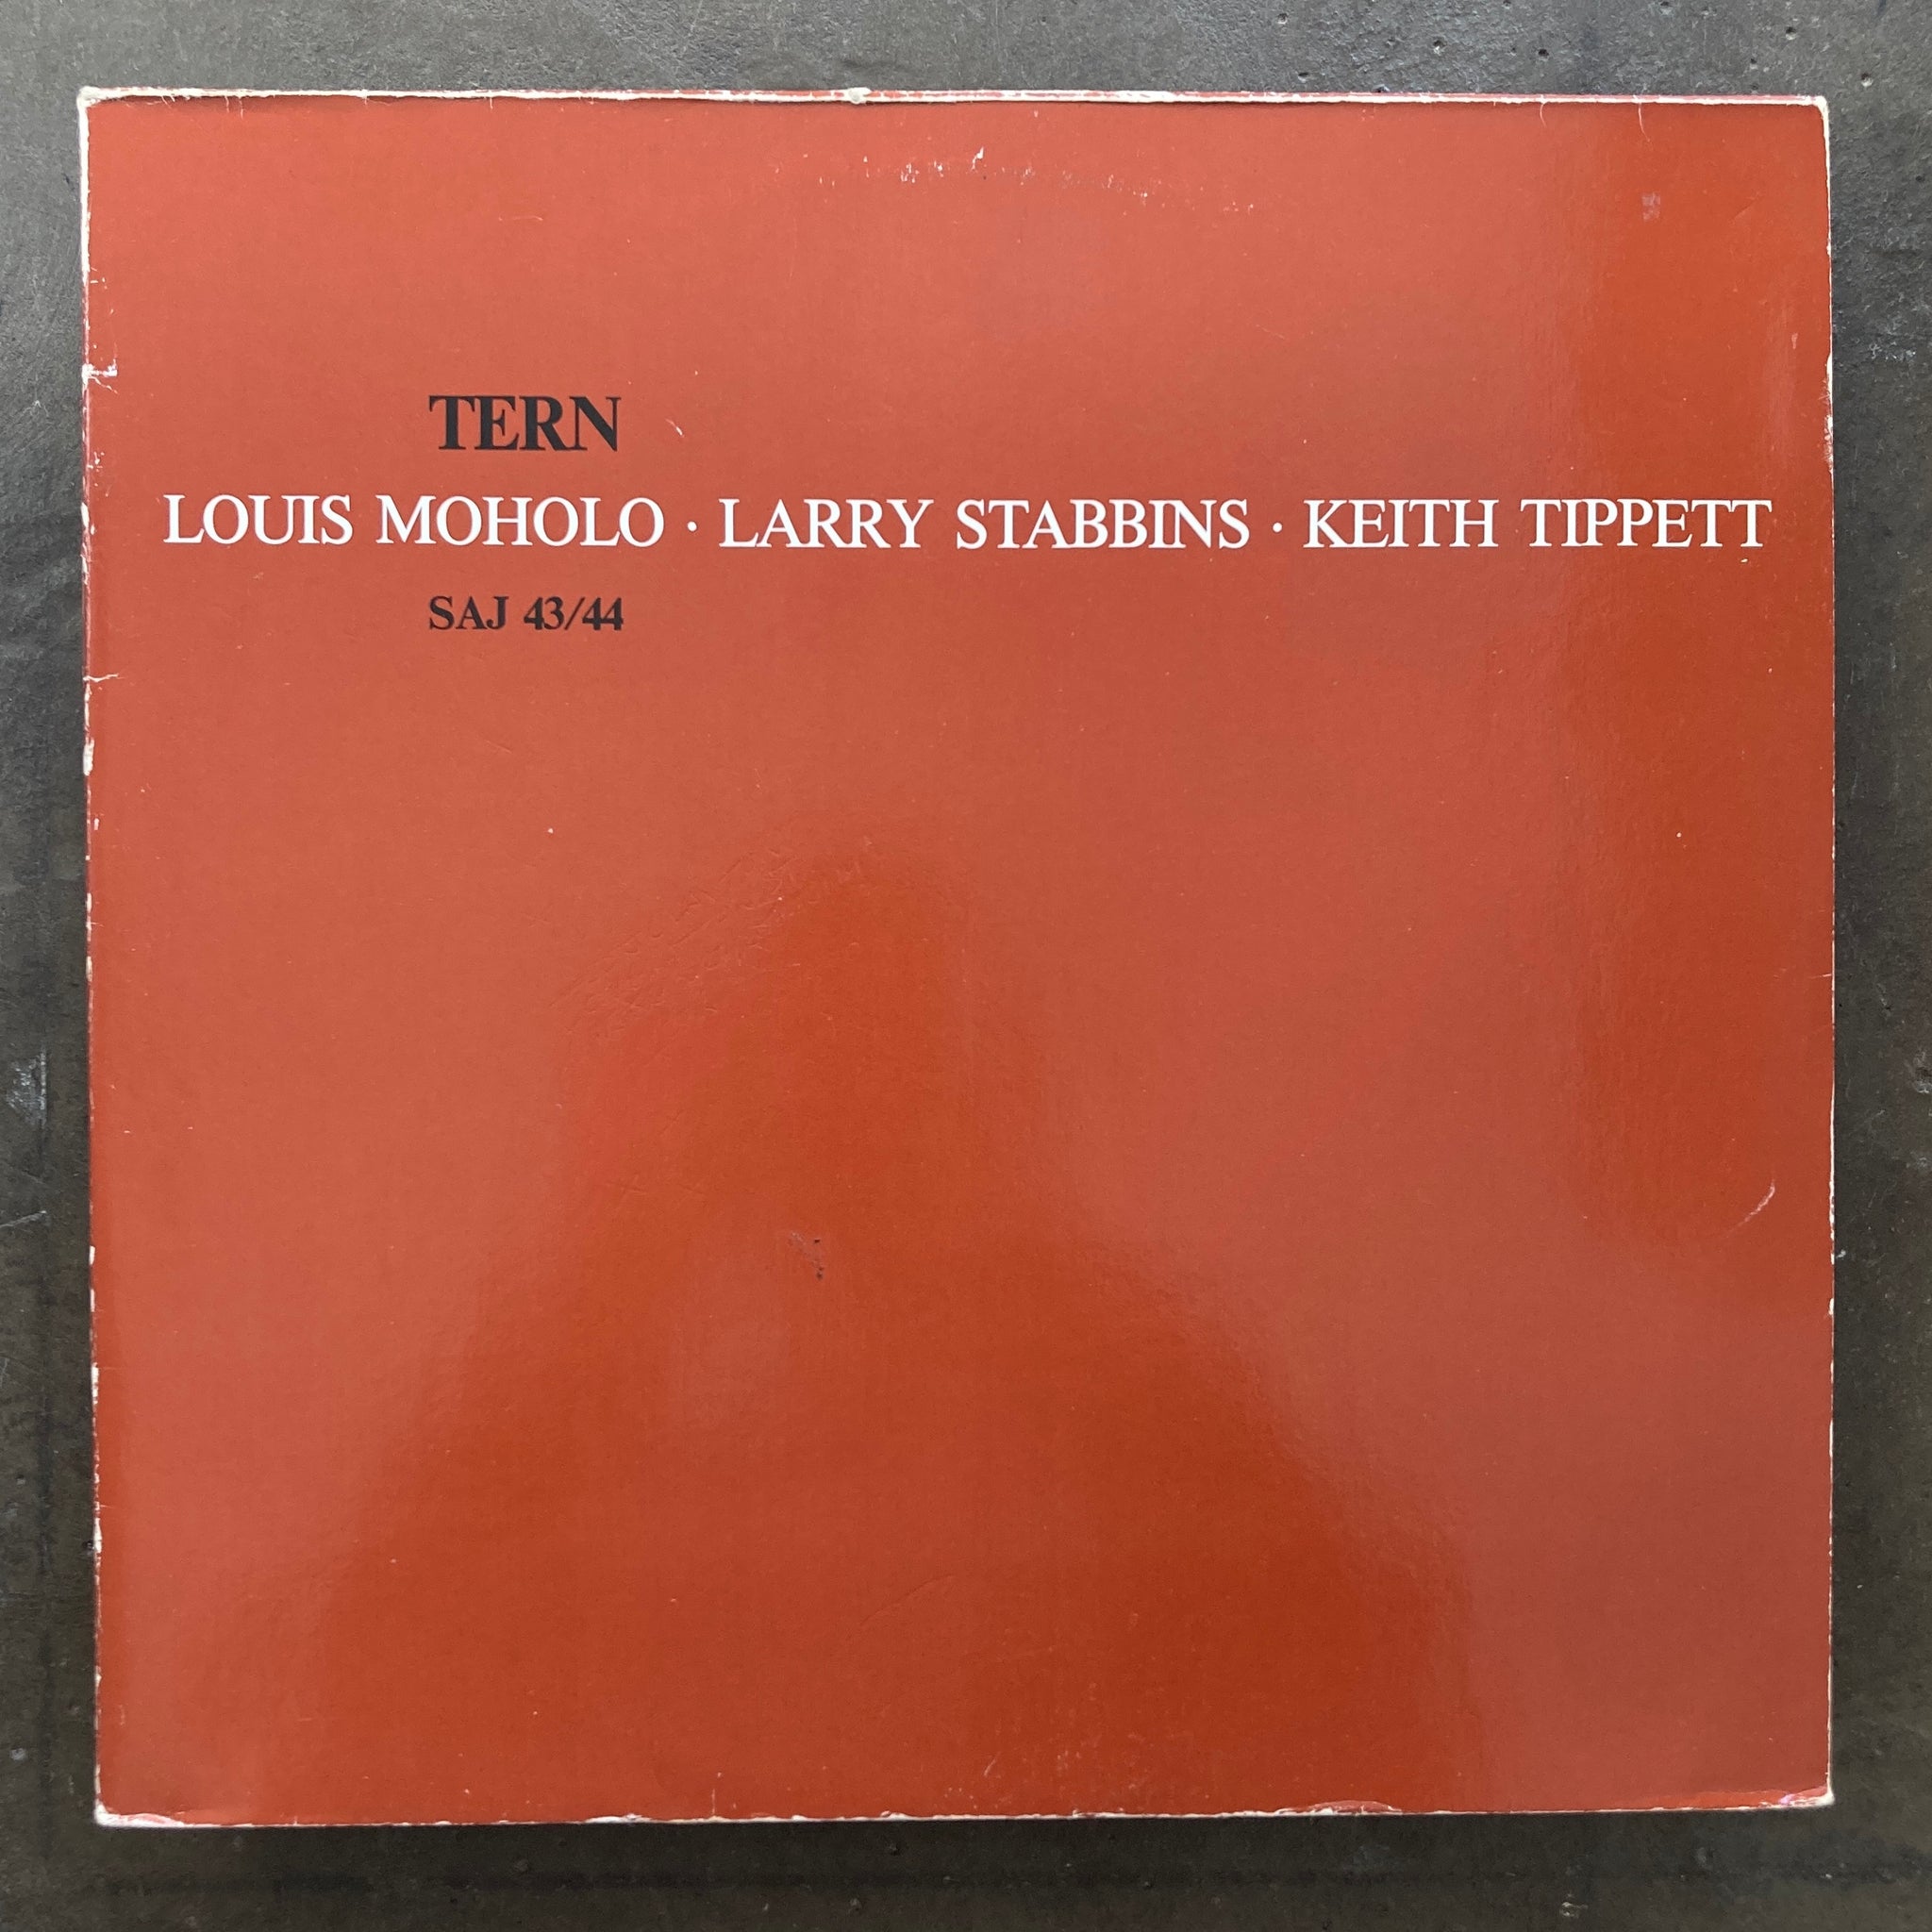 TERN
LOUIS MOHOLO · LARRY STABBINS · KEITH TIPPETT
SAJ 43/44